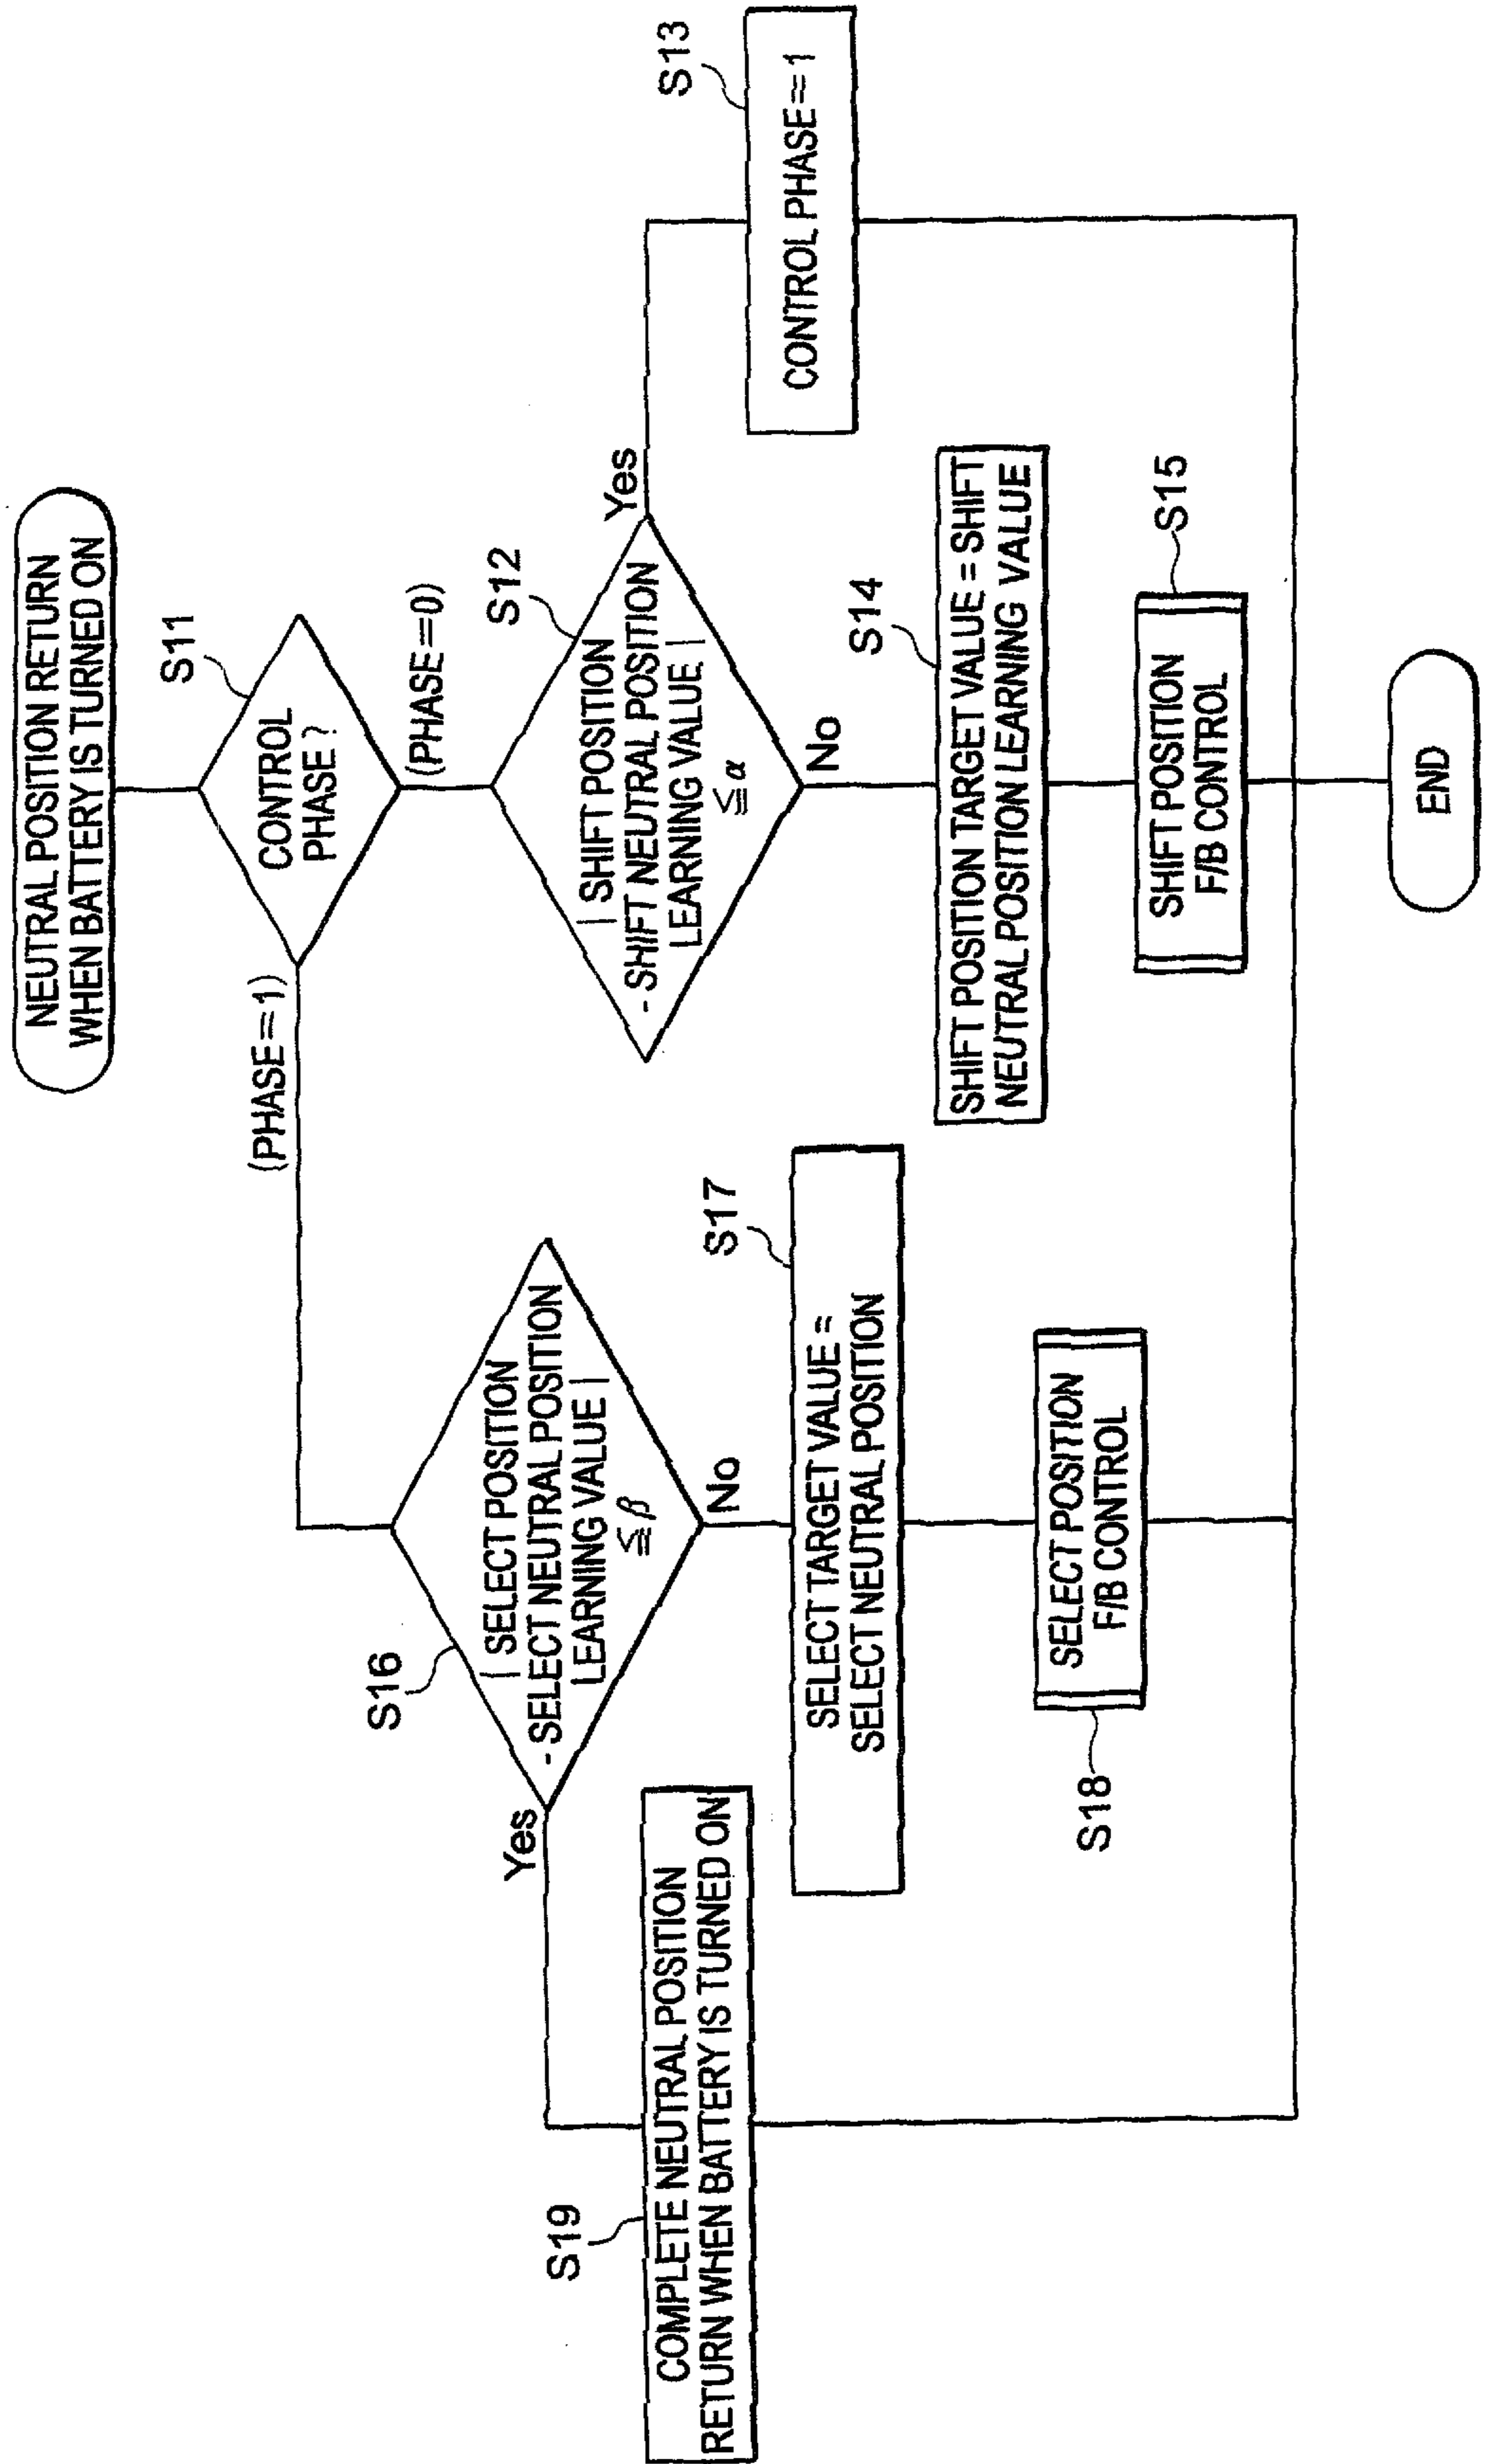 NEUTRAL POSITION RETURN
WHEN BATTERY IS TURNED ON
S11
CONTROL
PHASE?
(PHASE=1)
(PHASE=0)
S16
| SELECT POSITION
- SELECT NEUTRAL POSITION
LEARNING VALUE |
≦ β
Yes
No
S12
| SHIFT POSITION
- SHIFT NEUTRAL POSITION
LEARNING VALUE |
≦ α
Yes
No
S19
COMPLETE NEUTRAL POSITION
RETURN WHEN BATTERY IS TURNED ON
S17
SELECT TARGET VALUE =
SELECT NEUTRAL POSITION
S13
CONTROL PHASE=1
S14
SHIFT POSITION TARGET VALUE = SHIFT
NEUTRAL POSITION LEARNING VALUE
S18
SELECT POSITION
F/B CONTROL
S15
SHIFT POSITION
F/B CONTROL
END